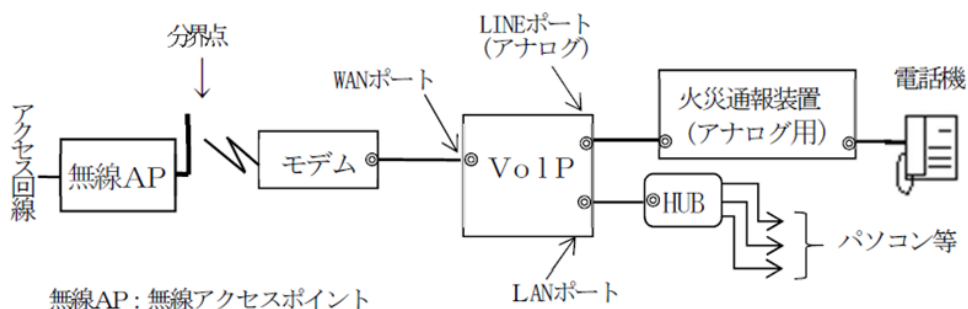 分界点
LINEポート
(アナログ)
WANポート
電話機
アクセス回線
無線AP
モデム
VoIP
火災通報装置
(アナログ用)
HUB
パソコン等
LANポート
無線AP：無線アクセスポイント